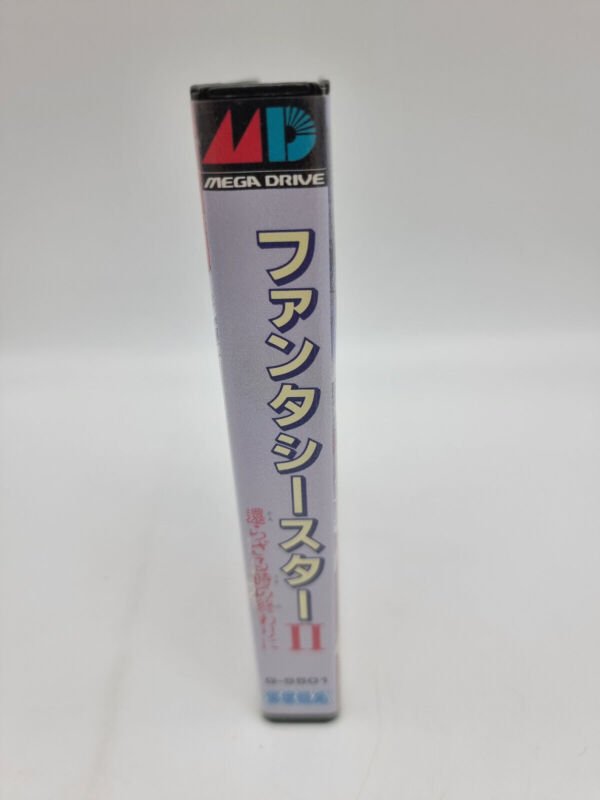 MD
MEGA DRIVE
ファンタシースターII
還らざる時の終わりに
G-5501
SEGA